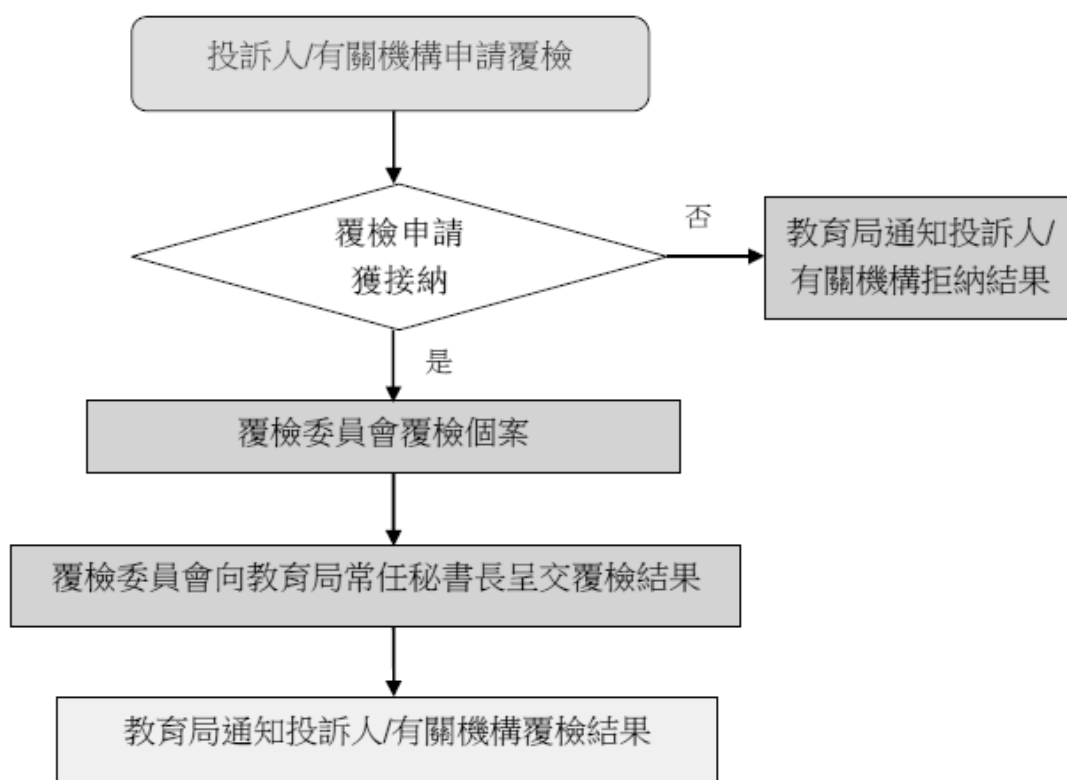 投訴人/有關機構申請覆檢
覆檢申請
獲接納
否
教育局通知投訴人/
有關機構拒納結果
是
覆檢委員會覆檢個案
覆檢委員會向教育局常任秘書長呈交覆檢結果
教育局通知投訴人/有關機構覆檢結果